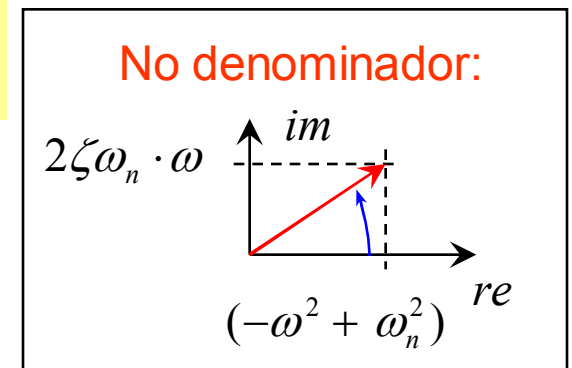 No denominador:
im
2ζω_n · ω
re
(−ω² + ω_n²)